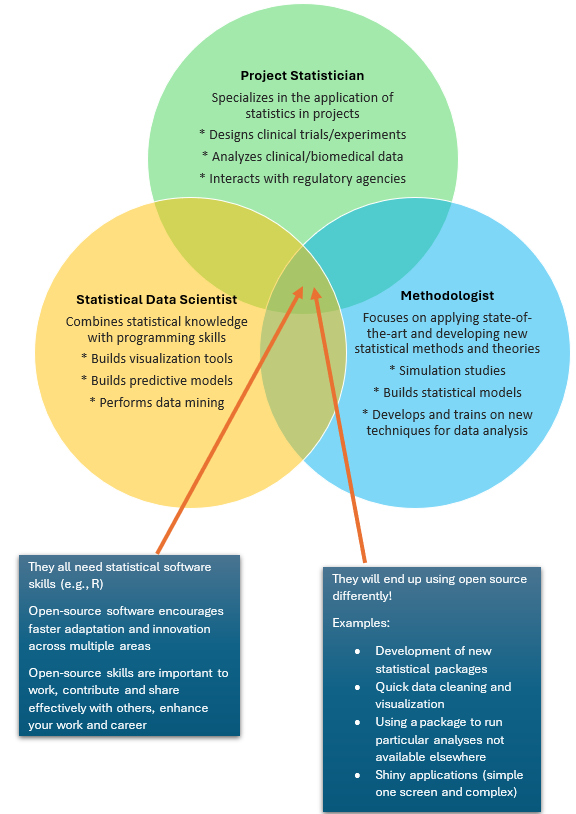 Project Statistician
Specializes in the application of
statistics in projects
* Designs clinical trials/experiments
* Analyzes clinical/biomedical data
* Interacts with regulatory agencies
Statistical Data Scientist
Combines statistical knowledge
with programming skills
* Builds visualization tools
* Builds predictive models
* Performs data mining
Methodologist
Focuses on applying state-of-
the-art and developing new
statistical methods and theories
* Simulation studies
* Builds statistical models
* Develops and trains on new
techniques for data analysis
They all need statistical software
skills (e.g., R)
Open-source software encourages
faster adaptation and innovation
across multiple areas
Open-source skills are important to
work, contribute and share
effectively with others, enhance
your work and career
They will end up using open source
differently!
Examples:
• Development of new
statistical packages
• Quick data cleaning and
visualization
• Using a package to run
particular analyses not
available elsewhere
• Shiny applications (simple
one screen and complex)